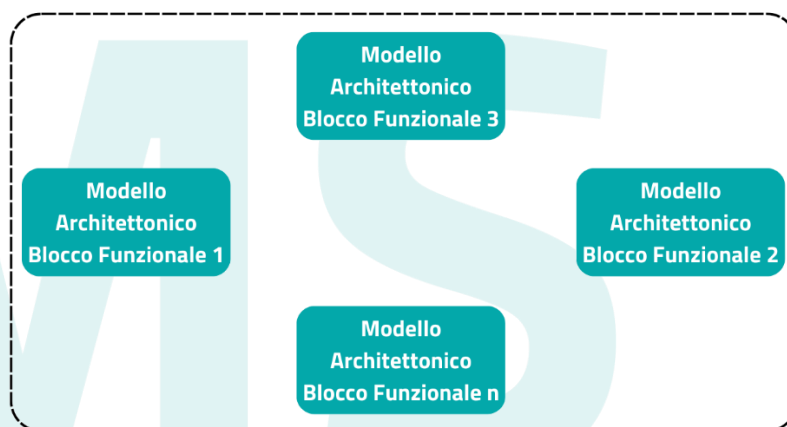 Modello
Architettonico
Blocco Funzionale 3
Modello
Architettonico
Blocco Funzionale 1
Modello
Architettonico
Blocco Funzionale 2
Modello
Architettonico
Blocco Funzionale n
MS